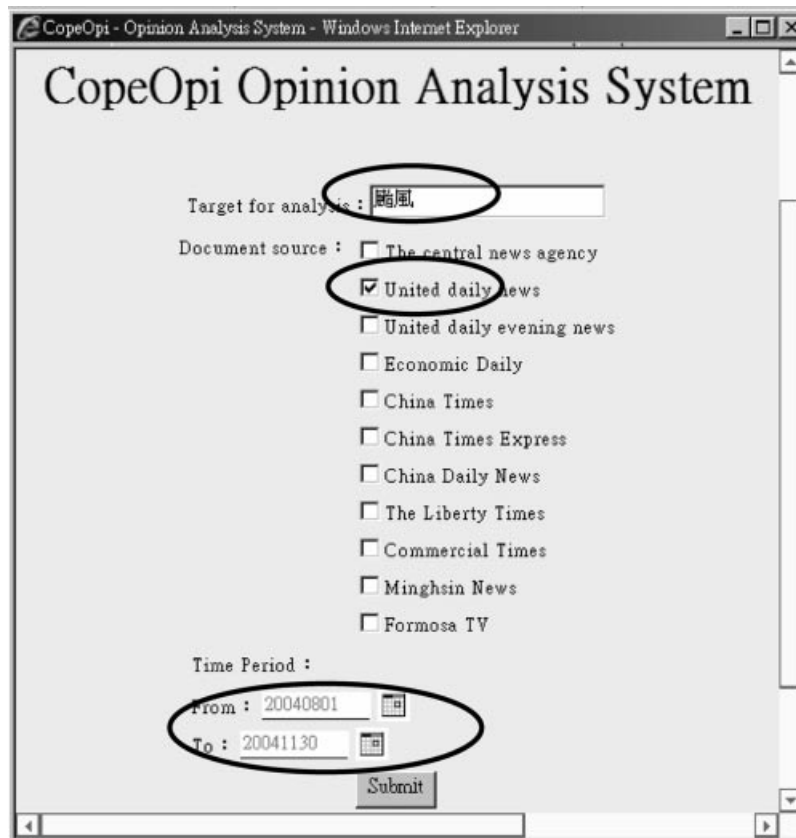 CopeOpi - Opinion Analysis System - Windows Internet Explorer
CopeOpi Opinion Analysis System
Target for analysis : 颱風
Document source : The central news agency
United daily news
United daily evening news
Economic Daily
China Times
China Times Express
China Daily News
The Liberty Times
Commercial Times
Minghsin News
Formosa TV
Time Period :
From : 20040801
To : 20041130
Submit